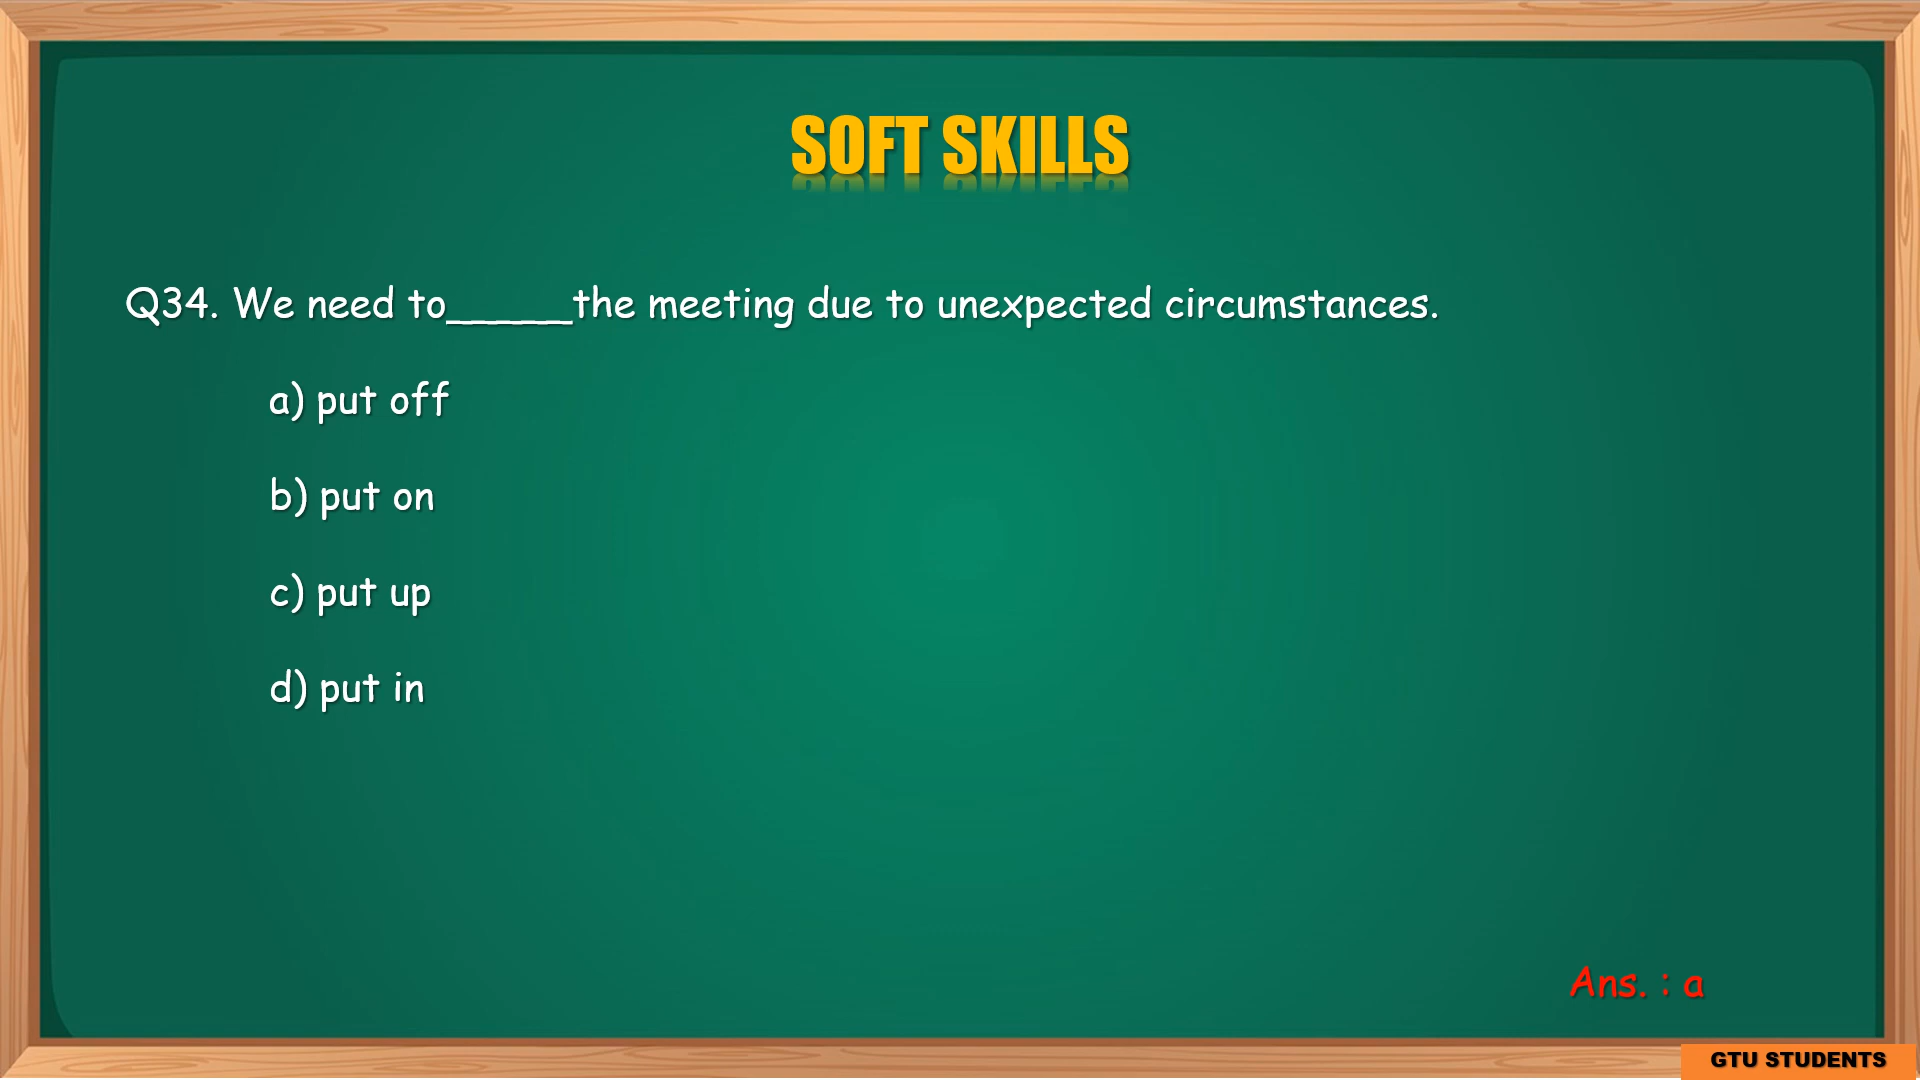 SOFT SKILLS
Q34. We need to_____the meeting due to unexpected circumstances.
a) put off
b) put on
c) put up
d) put in
Ans. : a
GTU STUDENTS